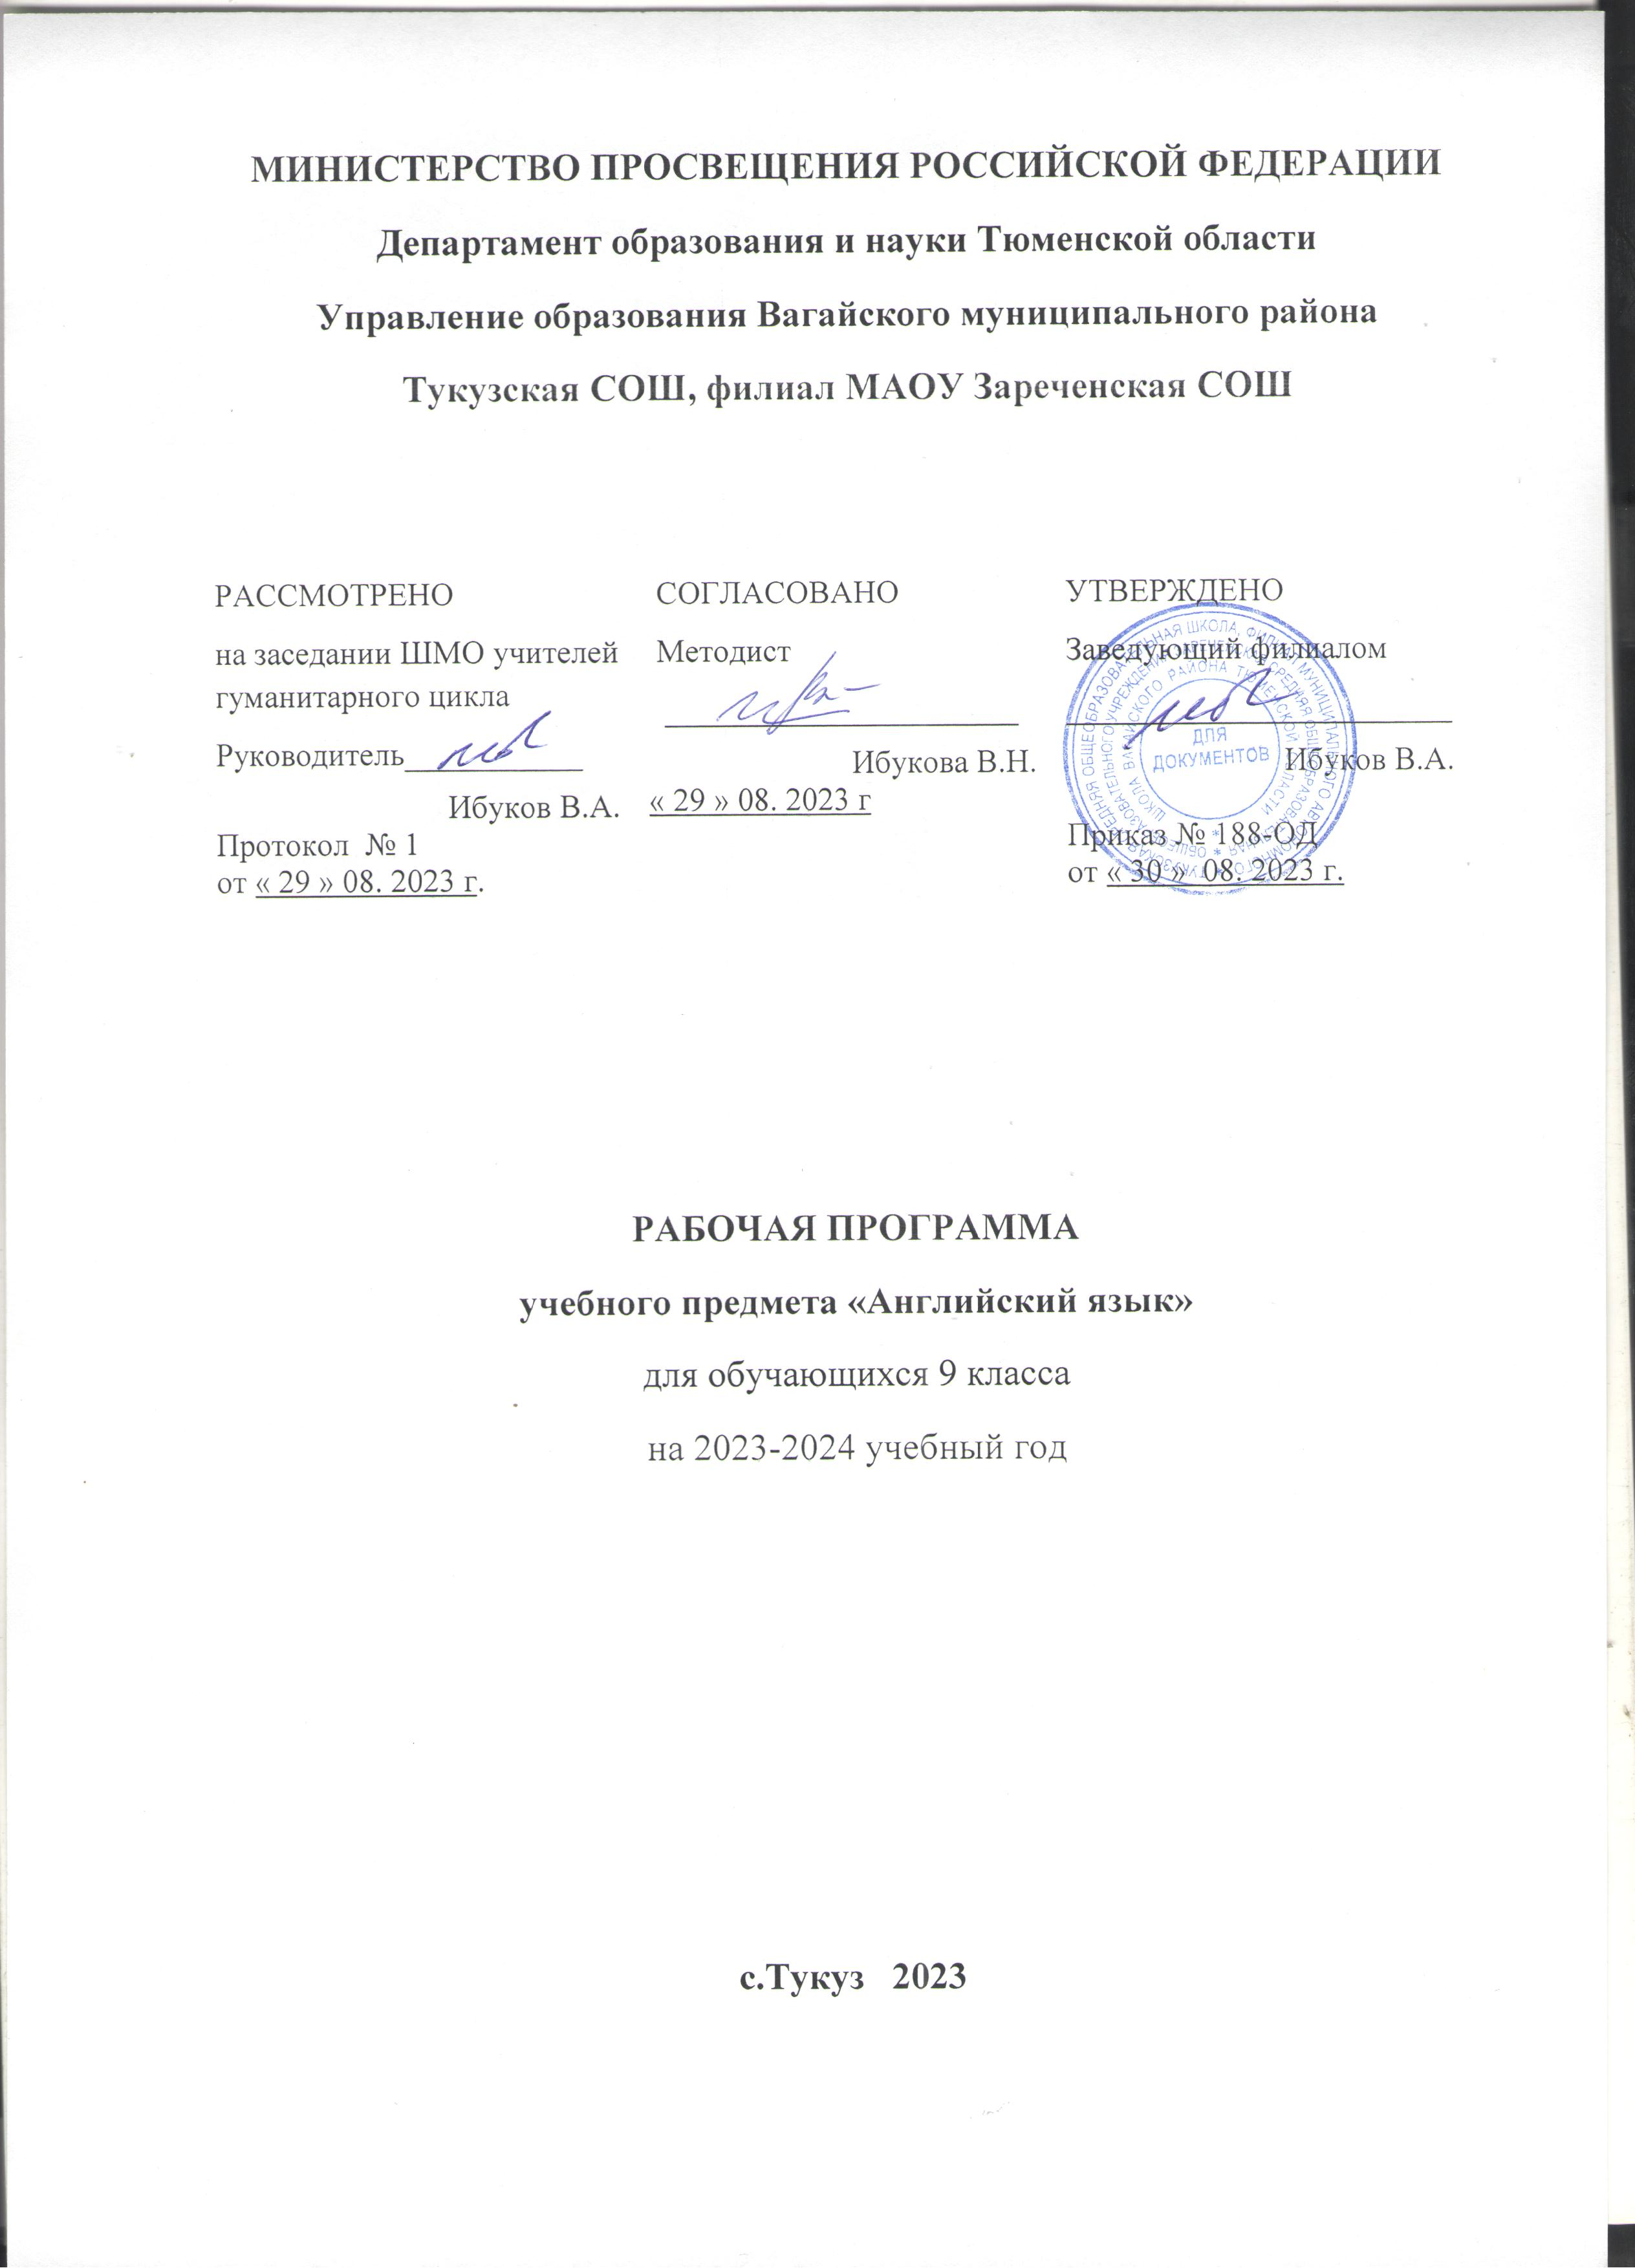 МИНИСТЕРСТВО ПРОСВЕЩЕНИЯ РОССИЙСКОЙ ФЕДЕРАЦИИ
Департамент образования и науки Тюменской области
Управление образования Вагайского муниципального района
Тукузская СОШ, филиал МАОУ Зареченская СОШ
РАССМОТРЕНО
на заседании ШМО учителей
гуманитарного цикла
Руководитель____________
Ибуков В.А.
Протокол № 1
от « 29 » 08. 2023 г.
СОГЛАСОВАНО
Методист
Ибукова В.Н.
« 29 » 08. 2023 г
УТВЕРЖДЕНО
Заведующий филиалом
Ибуков В.А.
Приказ № 188-ОД
от « 30 » 08. 2023 г.
ДЛЯ
ДОКУМЕНТОВ
РАБОЧАЯ ПРОГРАММА
учебного предмета «Английский язык»
для обучающихся 9 класса
на 2023-2024 учебный год
с.Тукуз 2023